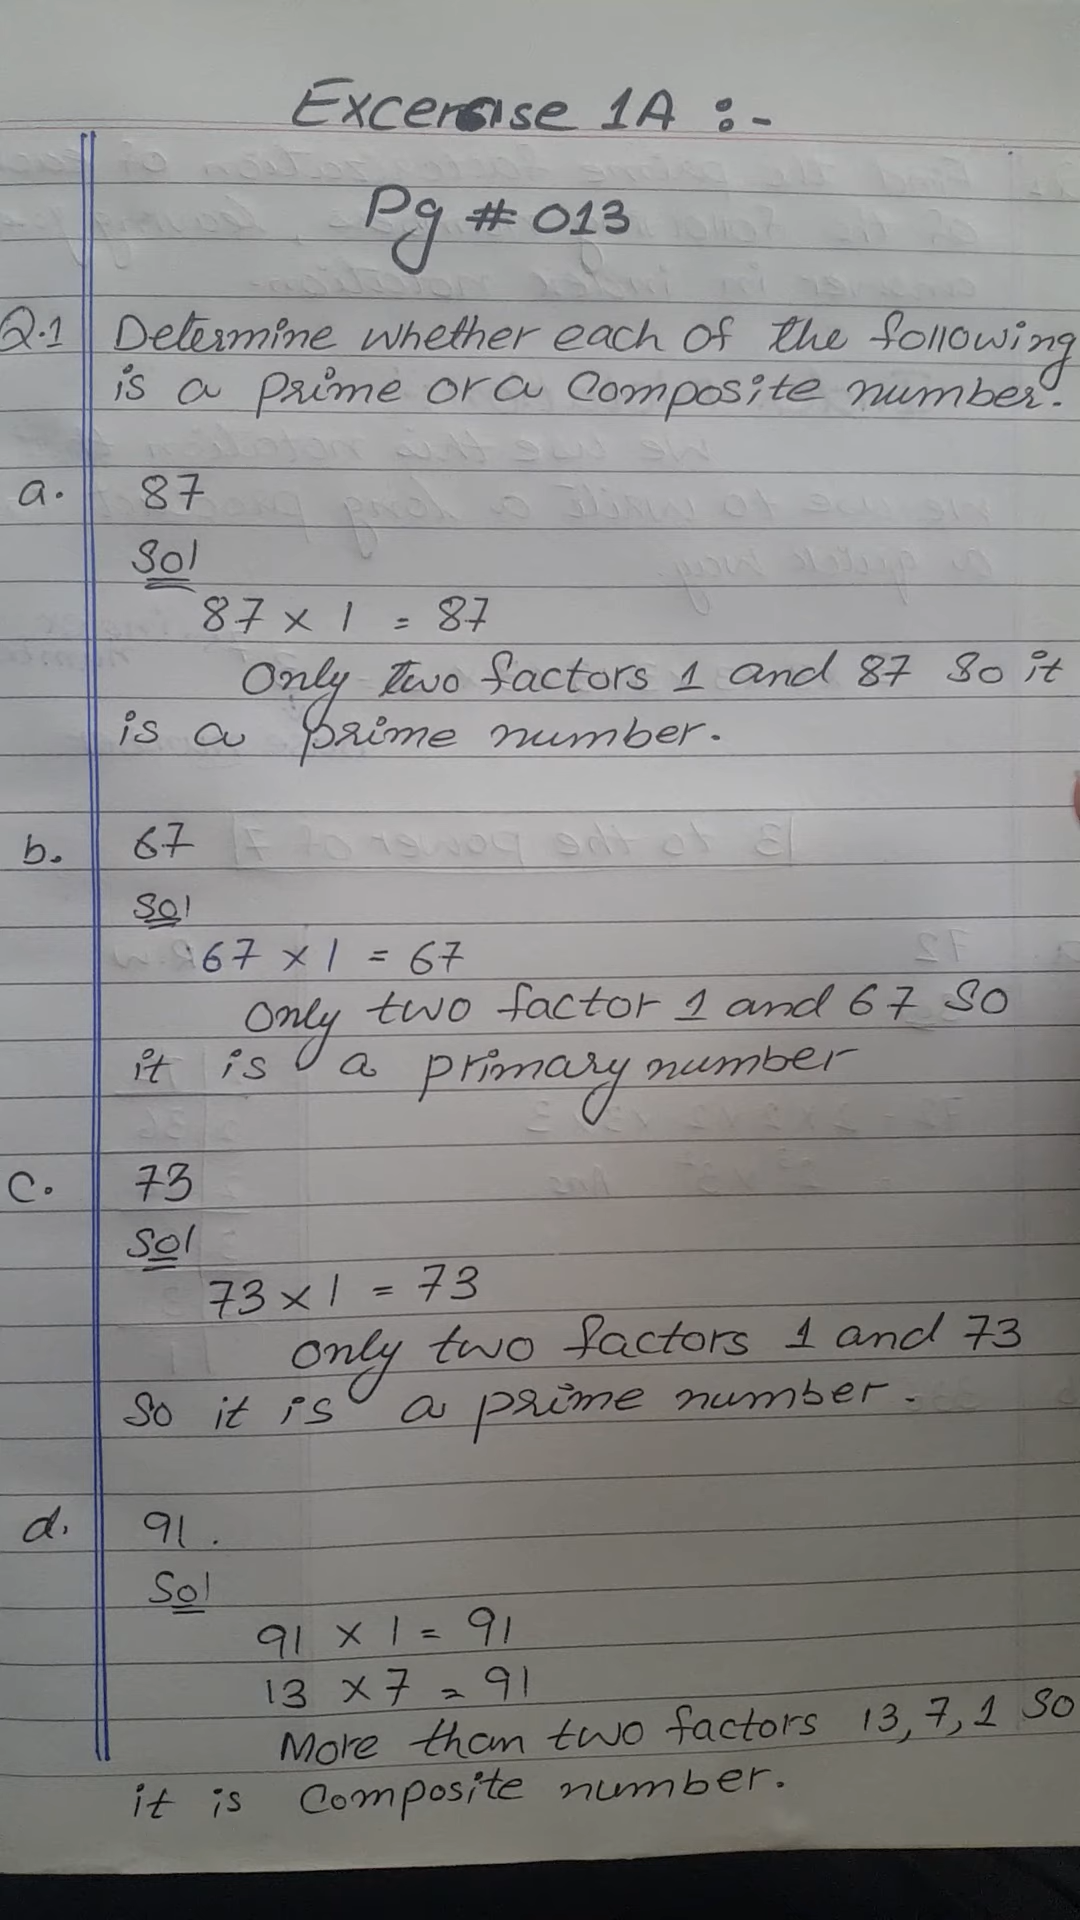 Excercise 1A :-
Pg # 013
Q.1 Determine whether each of the following
is a prime or a Composite number.
a. 87
Sol
87 x 1 = 87
Only two factors 1 and 87 So it
is a prime number.
b. 67
Sol
67 x 1 = 67
only two factor 1 and 67 So
it is a primary number
c. 73
Sol
73 x 1 = 73
only two factors 1 and 73
So it is a prime number.
d. 91.
Sol
91 x 1 = 91
13 x 7 = 91
More than two factors 13, 7, 1 So
it is Composite number.